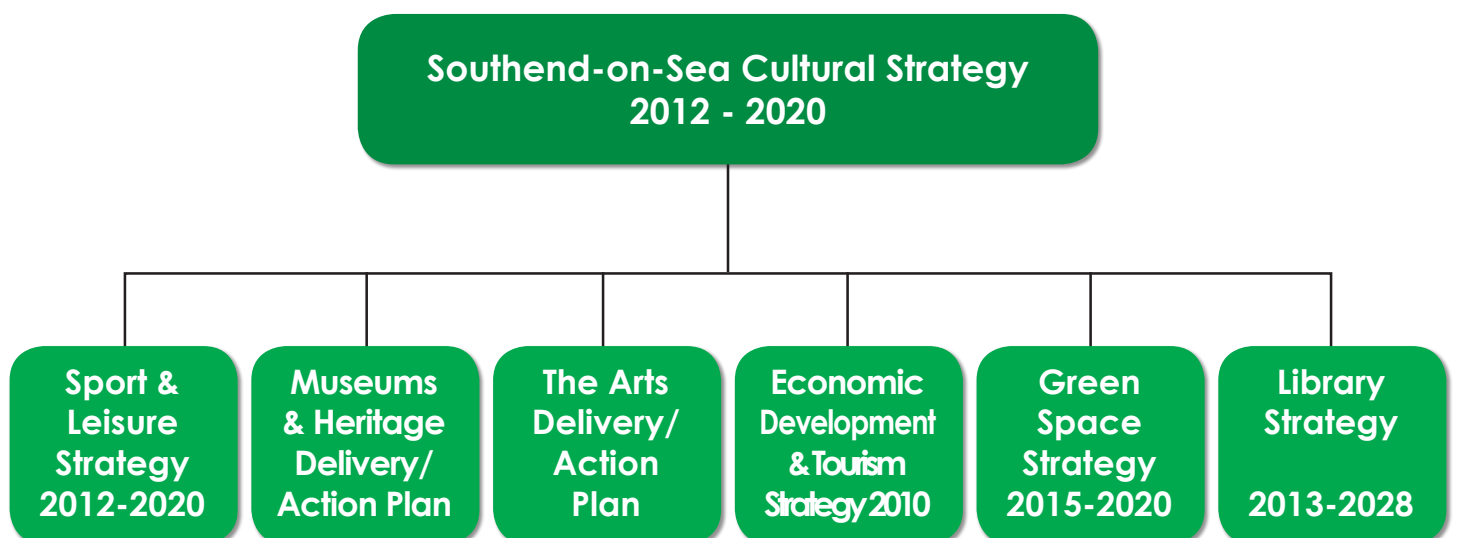 Southend-on-Sea Cultural Strategy
2012 - 2020
Sport &
Leisure
Strategy
2012-2020
Museums
& Heritage
Delivery/
Action Plan
The Arts
Delivery/
Action
Plan
Economic
Development
& Tourism
Strategy 2010
Green
Space
Strategy
2015-2020
Library
Strategy
2013-2028